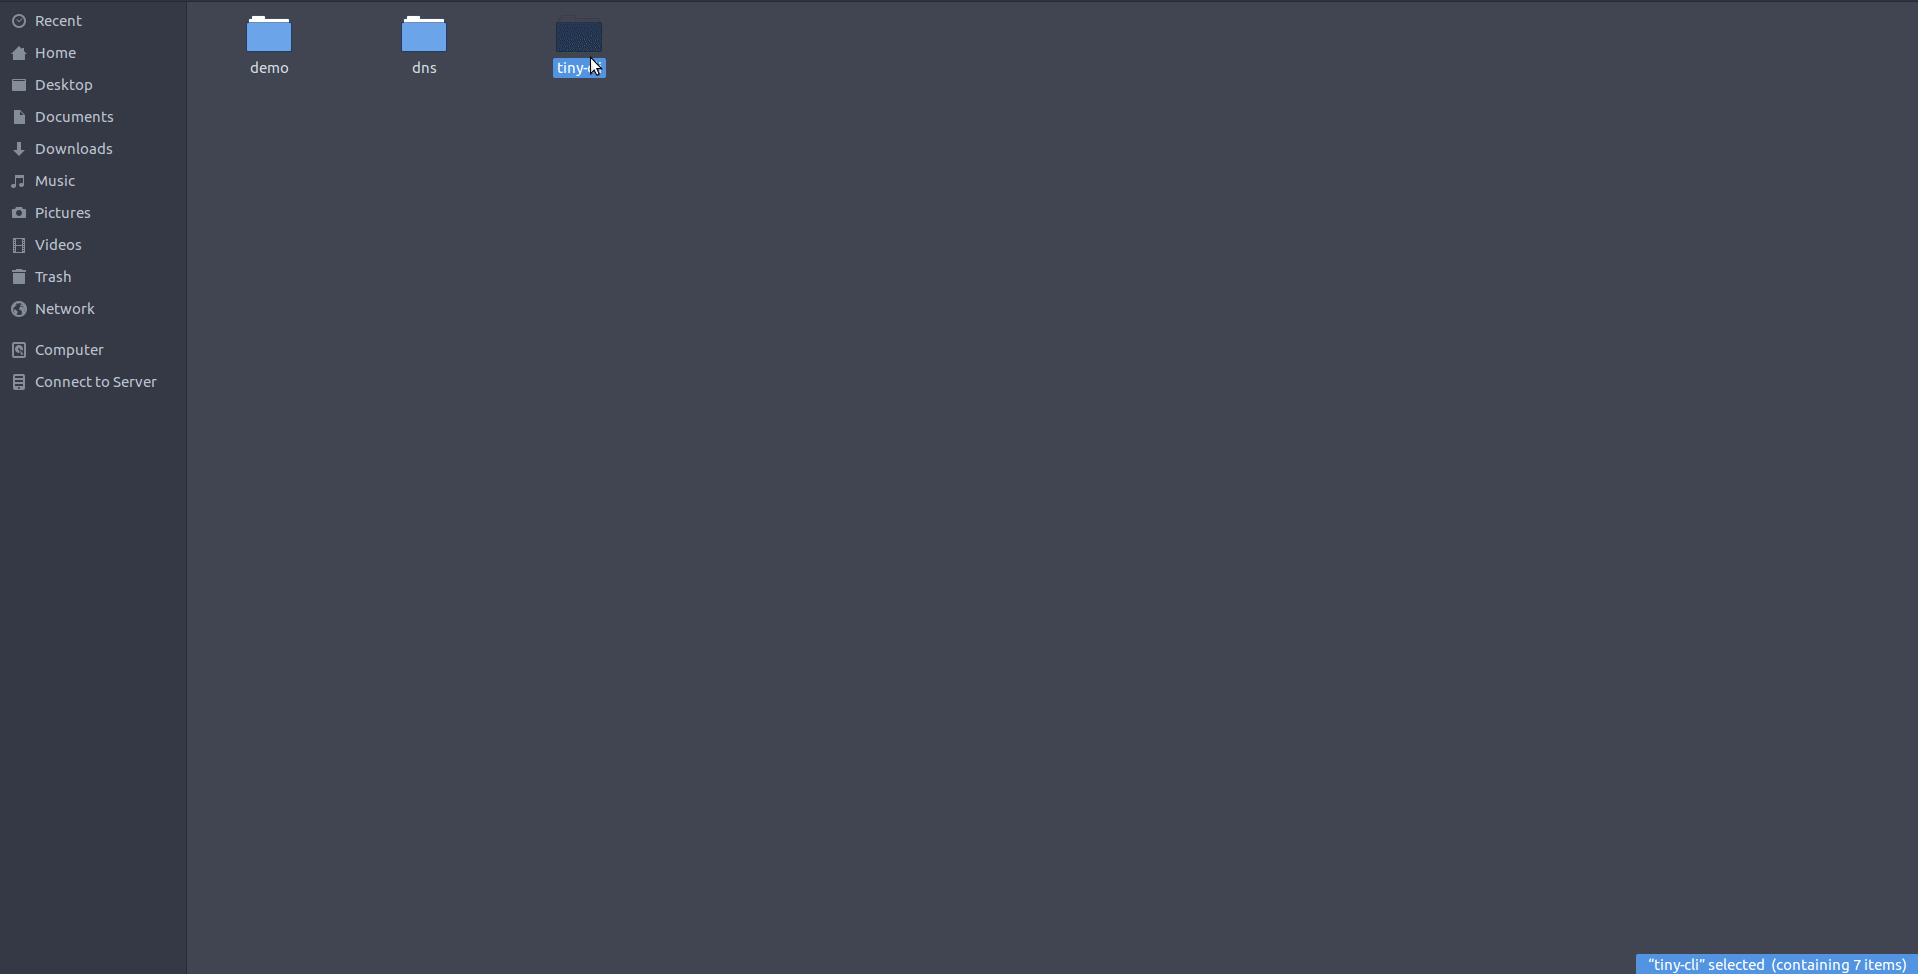 Recent
Home
Desktop
Documents
Downloads
Music
Pictures
Videos
Trash
Network
Computer
Connect to Server
demo
dns
tiny-
“tiny-cli” selected (containing 7 items)